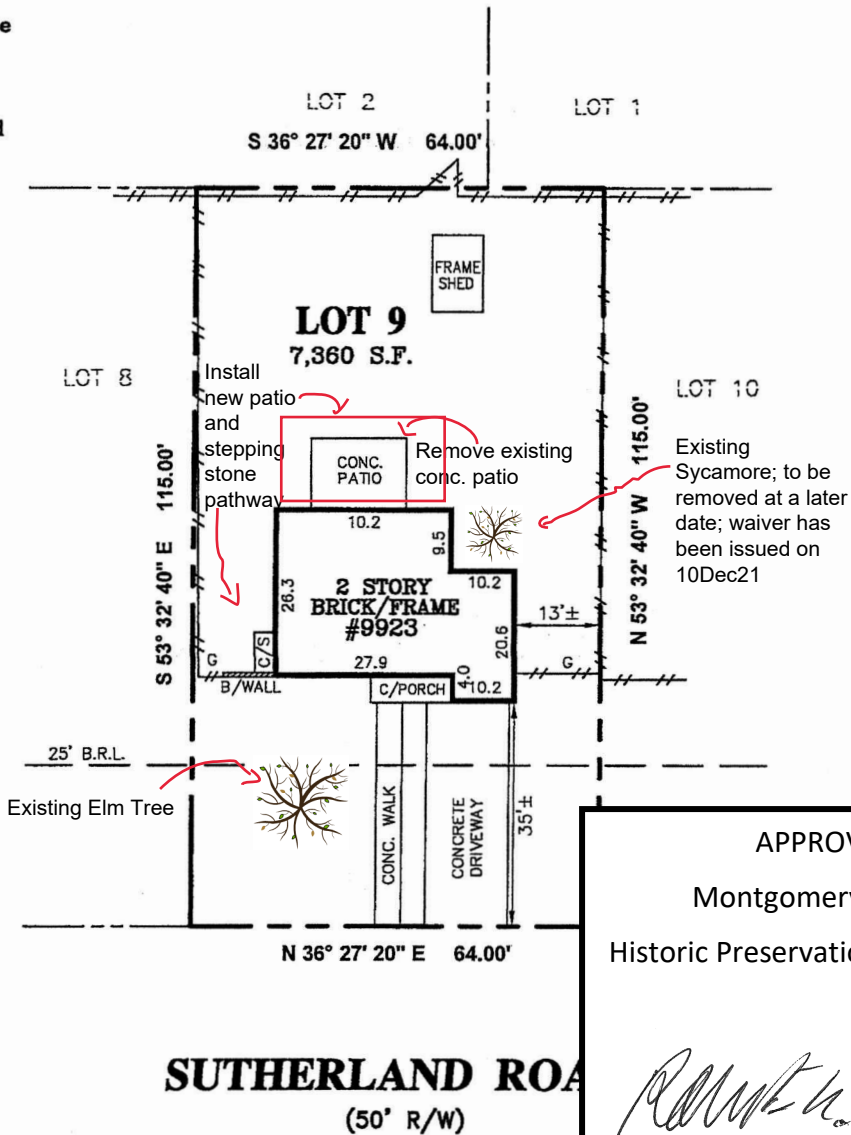 e
LOT 2
LOT 1
S 36° 27' 20" W 64.00'
FRAME
SHED
LOT 9
7,360 S.F.
LOT 8
LOT 10
Install
new patio
and
stepping
stone
pathway
CONC.
PATIO
Remove existing
conc. patio
Existing
Sycamore; to be
removed at a later
date; waiver has
been issued on
10Dec21
S 53° 32' 40" E 115.00'
N 53° 32' 40" W 115.00'
10.2
9.5
10.2
26.3
2 STORY
BRICK/FRAME
#9923
20.6
13'±
27.9
4.0
10.2
C/S
G
B/WALL
C/PORCH
G
25' B.R.L.
Existing Elm Tree
CONC. WALK
CONCRETE
DRIVEWAY
35'±
N 36° 27' 20" E 64.00'
SUTHERLAND ROA
(50' R/W)
APPROV
Montgomery
Historic Preservatio